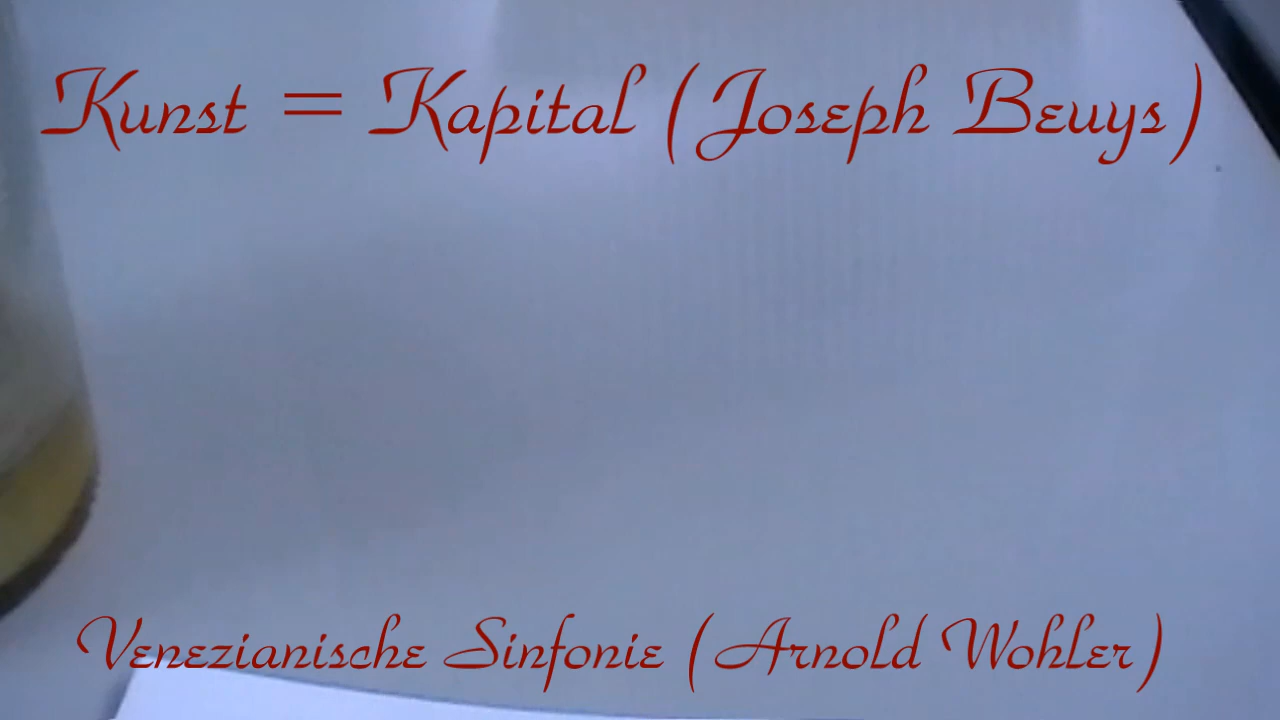 Kunst = Kapital (Joseph Beuys)
Venezianische Sinfonie (Arnold Wohler)